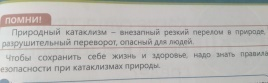 ПОМНИ!
Природный катаклизм – внезапный резкий перелом в природе,
разрушительный переворот, опасный для людей.
Чтобы сохранить себе жизнь и здоровье, надо знать правила
езопасности при катаклизмах природы.